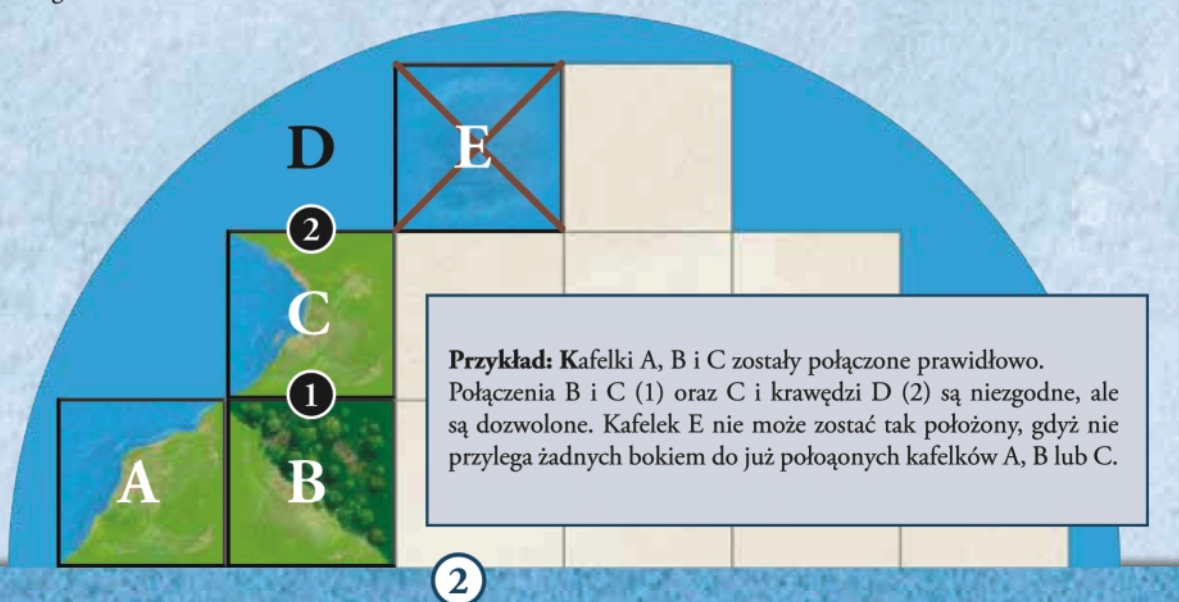 D
E
2
C
1
A
B
Przykład: Kafelki A, B i C zostały połączone prawidłowo.
Połączenia B i C (1) oraz C i krawędzi D (2) są niezgodne, ale
są dozwolone. Kafelek E nie może zostać tak położony, gdyż nie
przylega żadnych bokiem do już połoąonych kafelków A, B lub C.
2